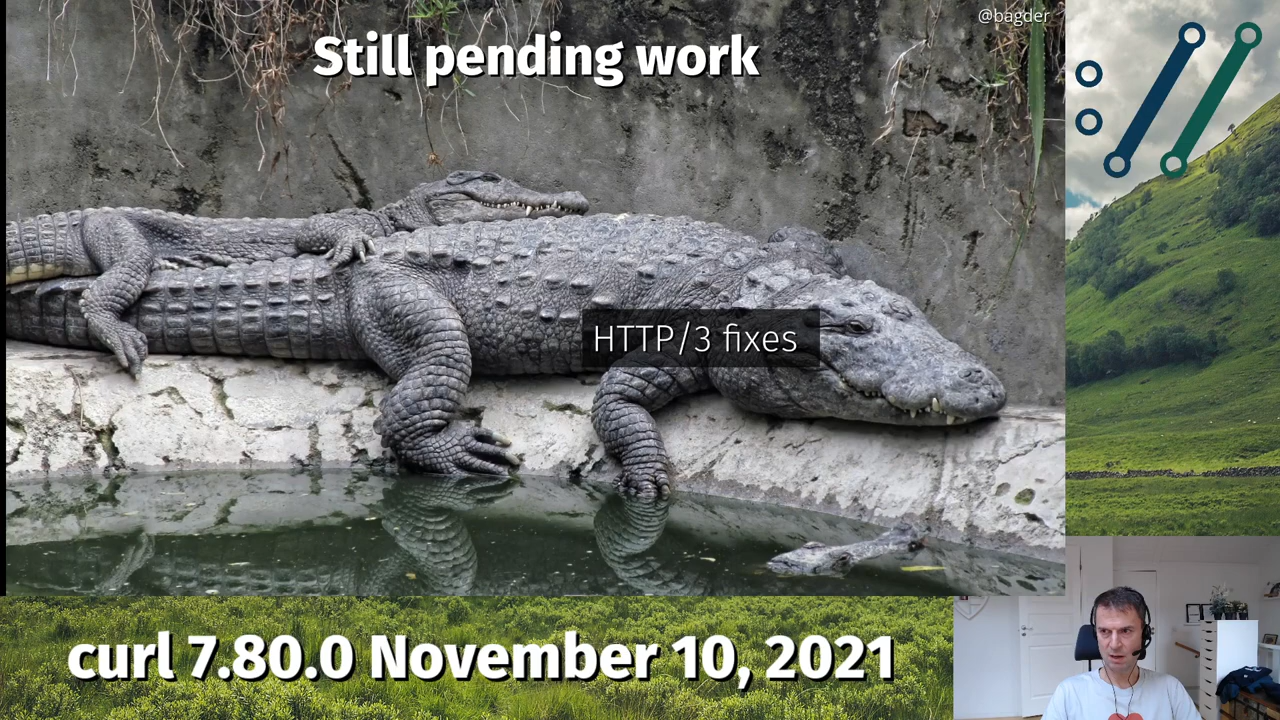 @bagder
Still pending work
HTTP/3 fixes
curl 7.80.0 November 10, 2021